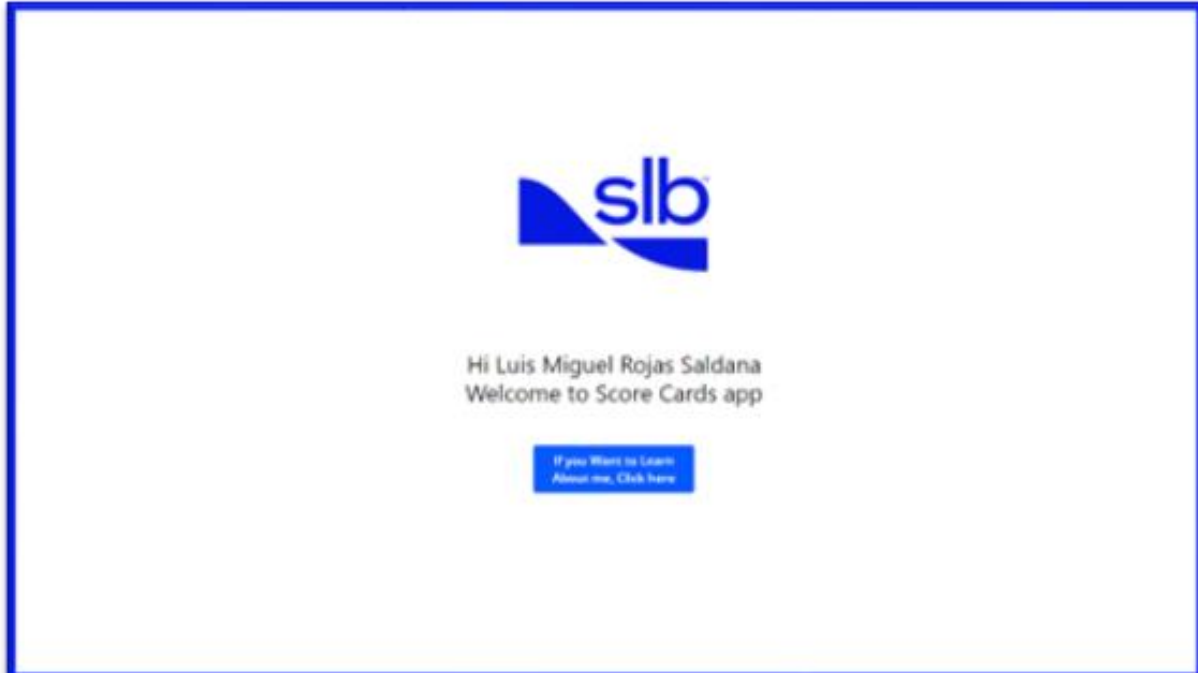 slb
Hi Luis Miguel Rojas Saldana
Welcome to Score Cards app
If you Want to Learn
About me, Click here